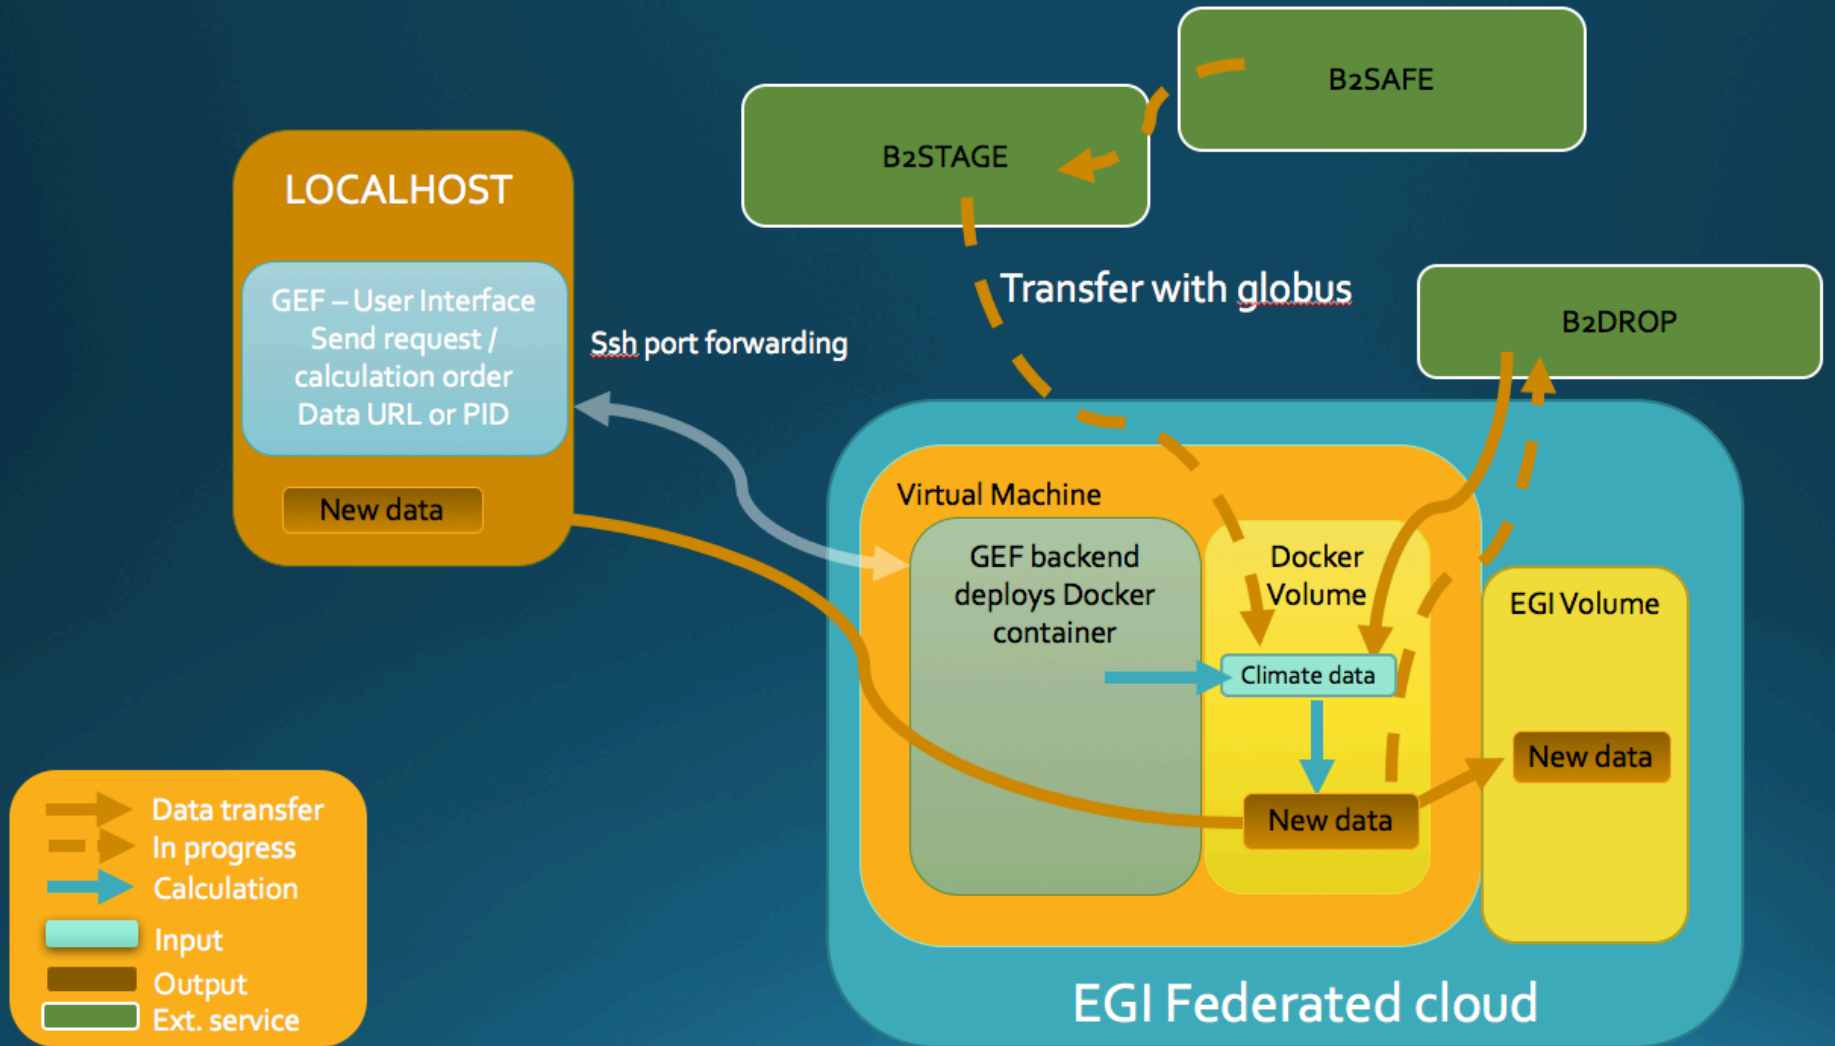 B2SAFE
B2STAGE
LOCALHOST
GEF – User Interface
Send request /
calculation order
Data URL or PID
New data
Ssh port forwarding
Transfer with globus
B2DROP
Virtual Machine
GEF backend
deploys Docker
container
Docker
Volume
Climate data
New data
EGI Volume
New data
EGI Federated cloud
Data transfer
In progress
Calculation
Input
Output
Ext. service